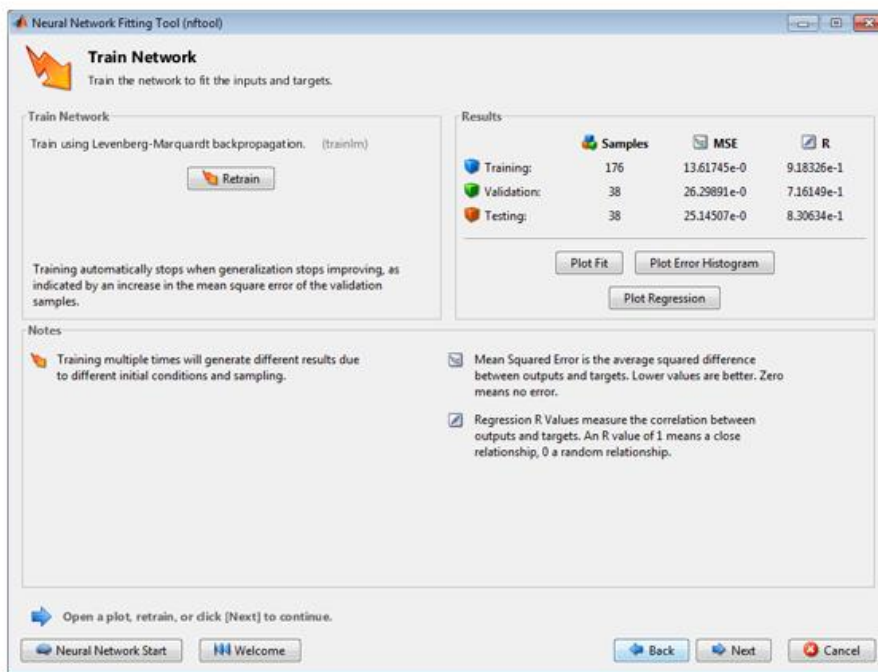 Neural Network Fitting Tool (nftool)
Train Network
Train the network to fit the inputs and targets.
Train Network
Train using Levenberg-Marquardt backpropagation. (trainlm)
Retrain
Training automatically stops when generalization stops improving, as
indicated by an increase in the mean square error of the validation
samples.
Results
Samples MSE R
Training: 176 13.61745e-0 9.18326e-1
Validation: 38 26.29891e-0 7.16149e-1
Testing: 38 25.14507e-0 8.30634e-1
Plot Fit Plot Error Histogram
Plot Regression
Notes
Training multiple times will generate different results due
to different initial conditions and sampling.
Mean Squared Error is the average squared difference
between outputs and targets. Lower values are better. Zero
means no error.
Regression R Values measure the correlation between
outputs and targets. An R value of 1 means a close
relationship, 0 a random relationship.
Open a plot, retrain, or click [Next] to continue.
Neural Network Start Welcome Back Next Cancel